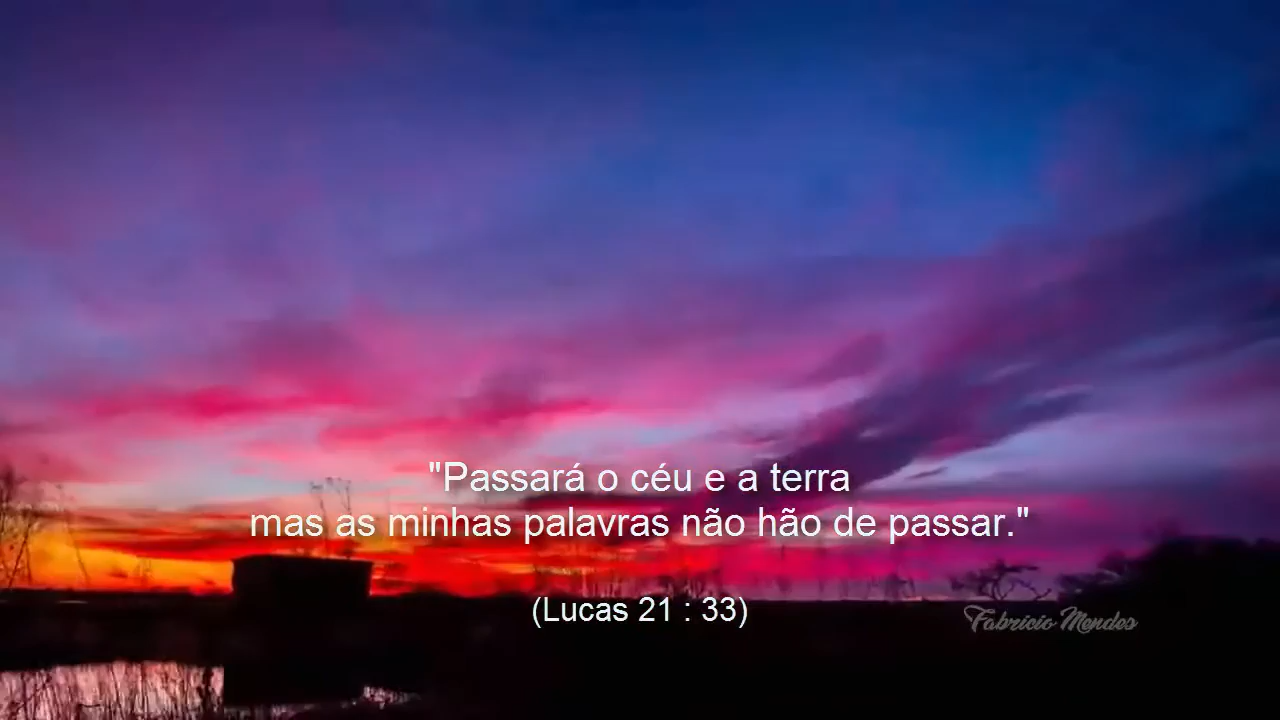 "Passará o céu e a terra
mas as minhas palavras não hão de passar."
(Lucas 21 : 33)
Fabricio Mendes